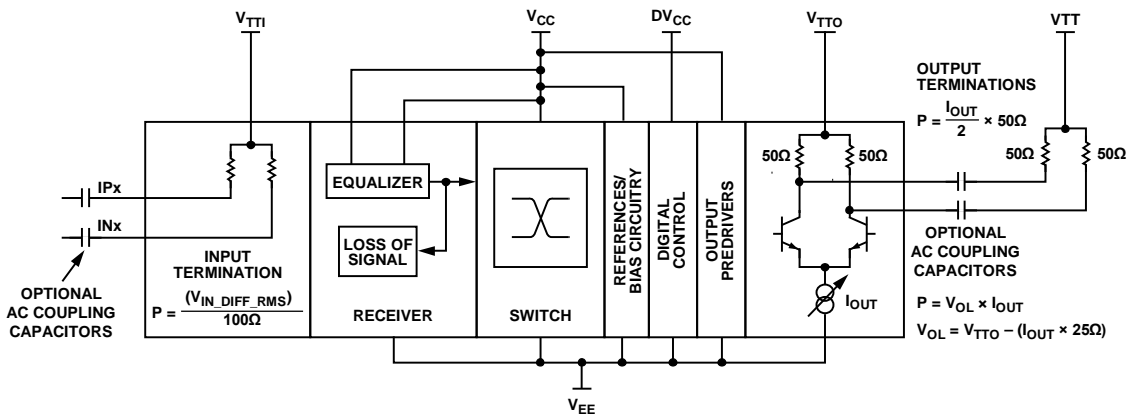 V_TTI
V_CC
DV_CC
V_TTO
VTT
OUTPUT
TERMINATIONS
P = I_OUT/2 × 50Ω
50Ω 50Ω
50Ω 50Ω
IPx
INx
OPTIONAL
AC COUPLING
CAPACITORS
INPUT
TERMINATION
P = (V_IN_DIFF_RMS)/100Ω
EQUALIZER
LOSS OF
SIGNAL
RECEIVER
SWITCH
REFERENCES/
BIAS CIRCUITRY
DIGITAL
CONTROL
OUTPUT
PREDRIVERS
I_OUT
OPTIONAL
AC COUPLING
CAPACITORS
P = V_OL × I_OUT
V_OL = V_TTO – (I_OUT × 25Ω)
V_EE